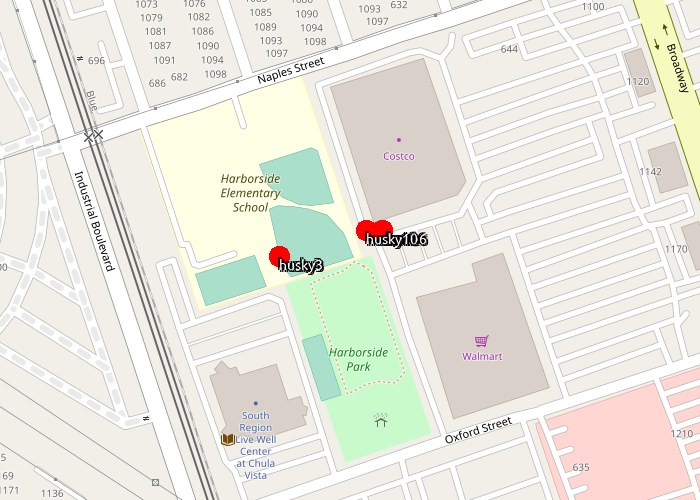 1073
1079
1081
1087
1091
1076
1082
1086
1090
1094
1098
686
682
696
1085
1089
1093
1097
1090
1094
1098
1093
1097
632
1100
644
Broadway
1120
Naples Street
Blue
Costco
1142
Harborside
Elementary
School
Industrial Boulevard
husky106
husky3
1170
Walmart
Harborside
Park
South
Region
Live Well
Center
at Chula
Vista
Oxford Street
635
1210
169
1171
1136